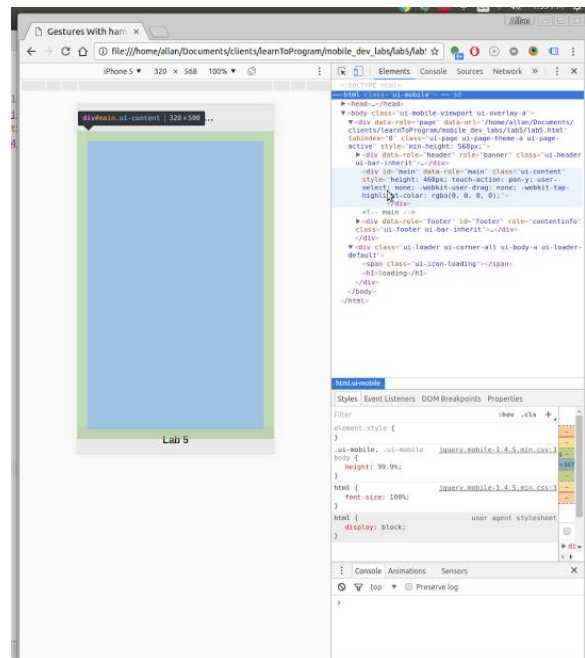 Allan
Gestures With ham
file:///home/allan/Documents/clients/learnToProgram/mobile_dev_labs/lab5/lab!
iPhone 5 ▼ 320 × 568 100% ▼
Elements Console Sources Network »
div#main.ui-content | 320×500
...
Lab 5
<!DOCTYPE html>
<html class="ui-mobile"> == $0
<head>…</head>
<body class="ui-mobile-viewport ui-overlay-a">
<div data-role="page" data-url="/home/allan/Documents/
clients/learnToProgram/mobile_dev_labs/lab5/lab5.html"
tabindex="0" class="ui-page ui-page-theme-a ui-page-
active" style="min-height: 568px;">
<div data-role="header" role="banner" class="ui-header
ui-bar-inherit">…</div>
<div id="main" data-role="main" class="ui-content"
style="height: 468px; touch-action: pan-y; user-
select: none; -webkit-user-drag: none; -webkit-tap-
highlight-color: rgba(0, 0, 0, 0);">
</div>
<!-- main -->
<div data-role="footer" id="footer" role="contentinfo"
class="ui-footer ui-bar-inherit">…</div>
</div>
<div class="ui-loader ui-corner-all ui-body-a ui-loader-
default">
<span class="ui-icon-loading"></span>
<h1>loading</h1>
</div>
</body>
</html>
html.ui-mobile
Styles Event Listeners DOM Breakpoints Properties
Filter :hov .cls +
element.style {
}
.ui-mobile, .ui-mobile jquery.mobile-1.4.5.min.css:3
body {
height: 99.9%;
}
html { jquery.mobile-1.4.5.min.css:3
font-size: 100%;
}
html { user agent stylesheet
display: block;
}
Console Animations Sensors
top ▼ Preserve log